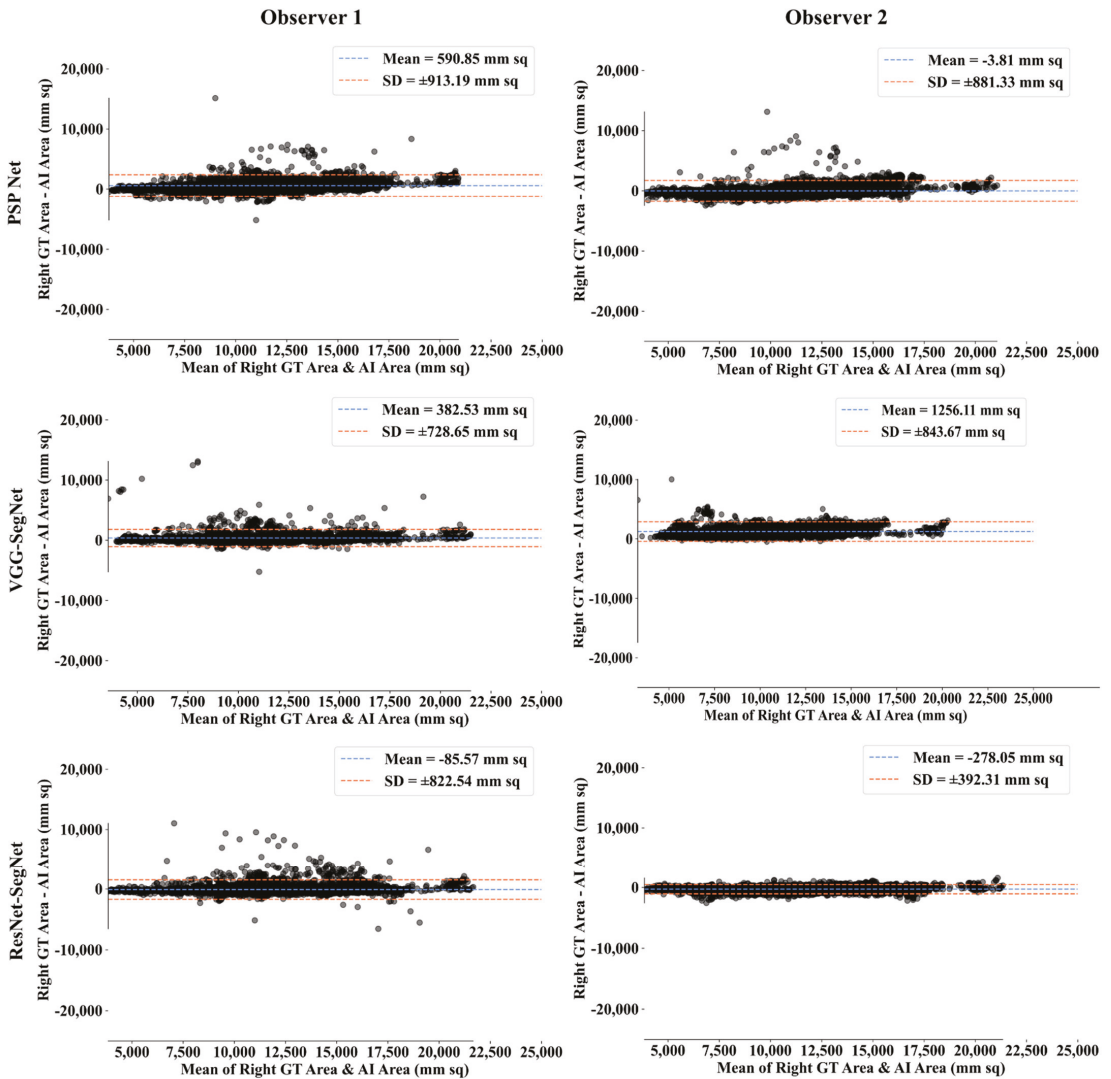 Observer 1
Observer 2
PSP Net
Right GT Area - AI Area (mm sq)
20,000
10,000
0
-10,000
-20,000
Mean = 590.85 mm sq
SD = ±913.19 mm sq
5,000 7,500 10,000 12,500 15,000 17,500 20,000 22,500 25,000
Mean of Right GT Area & AI Area (mm sq)
Right GT Area - AI Area (mm sq)
20,000
10,000
0
-10,000
-20,000
Mean = -3.81 mm sq
SD = ±881.33 mm sq
5,000 7,500 10,000 12,500 15,000 17,500 20,000 22,500 25,000
Mean of Right GT Area & AI Area (mm sq)
VGG-SegNet
Right GT Area - AI Area (mm sq)
20,000
10,000
0
-10,000
-20,000
Mean = 382.53 mm sq
SD = ±728.65 mm sq
5,000 7,500 10,000 12,500 15,000 17,500 20,000 22,500 25,000
Mean of Right GT Area & AI Area (mm sq)
Right GT Area - AI Area (mm sq)
20,000
10,000
0
-10,000
-20,000
Mean = 1256.11 mm sq
SD = ±843.67 mm sq
5,000 7,500 10,000 12,500 15,000 17,500 20,000 22,500 25,000
Mean of Right GT Area & AI Area (mm sq)
ResNet-SegNet
Right GT Area - AI Area (mm sq)
20,000
10,000
0
-10,000
-20,000
Mean = -85.57 mm sq
SD = ±822.54 mm sq
5,000 7,500 10,000 12,500 15,000 17,500 20,000 22,500 25,000
Mean of Right GT Area & AI Area (mm sq)
Right GT Area - AI Area (mm sq)
20,000
10,000
0
-10,000
-20,000
Mean = -278.05 mm sq
SD = ±392.31 mm sq
5,000 7,500 10,000 12,500 15,000 17,500 20,000 22,500 25,000
Mean of Right GT Area & AI Area (mm sq)